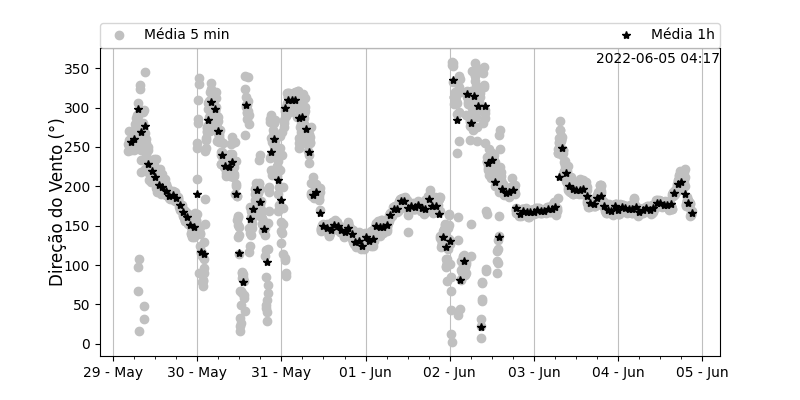 Média 5 min
Média 1h
2022-06-05 04:17
Direção do Vento (°)
350
300
250
200
150
100
50
0
29 - May
30 - May
31 - May
01 - Jun
02 - Jun
03 - Jun
04 - Jun
05 - Jun